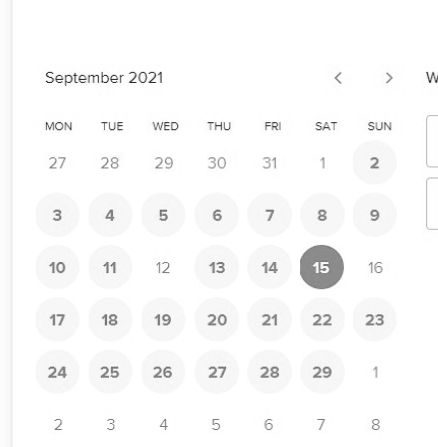 September 2021 < > W
MON TUE WED THU FRI SAT SUN
27 28 29 30 31 1 2
3 4 5 6 7 8 9
10 11 12 13 14 15 16
17 18 19 20 21 22 23
24 25 26 27 28 29 1
2 3 4 5 6 7 8